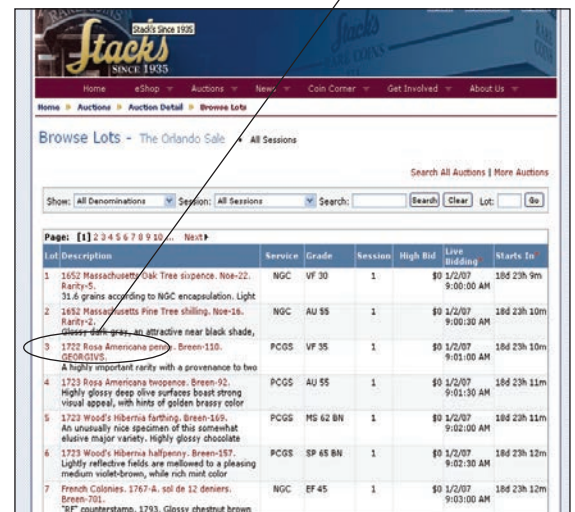 Stack's Since 1935
Stack's
SINCE 1935
Home eShop Auctions News Coin Corner Get Involved About Us
Home Auctions Auction Detail Browse Lots
Browse Lots - The Orlando Sale All Sessions
Search All Auctions | More Auctions
Show: All Denominations Session: All Sessions Search: Search Clear Lot: Go
Page: [1] 2 3 4 5 6 7 8 9 10 ... Next
Lot Description Service Grade Session High Bid Live Bidding Starts In
1 1652 Massachusetts Oak Tree sixpence. Noe-22. NGC VF 30 1 $0 1/2/07 18d 23h 9m
Rarity-5. 9:00:00 AM
31.6 grains according to NGC encapsulation. Light
2 1652 Massachusetts Pine Tree shilling. Noe-16. NGC AU 55 1 $0 1/2/07 18d 23h 10m
Rarity-2. 9:00:30 AM
Glossy dark gray, an attractive near black shade,
3 1722 Rosa Americana penny. Breen-110. PCGS VF 35 1 $0 1/2/07 18d 23h 10m
GEORGIVS. 9:01:00 AM
A highly important rarity with a provenance to two
4 1723 Rosa Americana twopence. Breen-92. PCGS AU 55 1 $0 1/2/07 18d 23h 11m
Highly glossy deep olive surfaces boast strong 9:01:30 AM
visual appeal, with hints of golden brassy color
5 1723 Wood's Hibernia farthing. Breen-169. PCGS MS 62 BN 1 $0 1/2/07 18d 23h 11m
An unusually nice specimen of this somewhat 9:02:00 AM
elusive major variety. Highly glossy chocolate
6 1723 Wood's Hibernia halfpenny. Breen-157. PCGS SP 65 BN 1 $0 1/2/07 18d 23h 12m
Lightly reflective fields are mellowed to a pleasing 9:02:30 AM
medium violet-brown, while rich mint color
7 French Colonies. 1767-A. sol de 12 deniers. NGC EF 45 1 $0 1/2/07 18d 23h 12m
Breen-701. 9:03:00 AM
"RF" counterstamp. 1793. Glossy chestnut brown